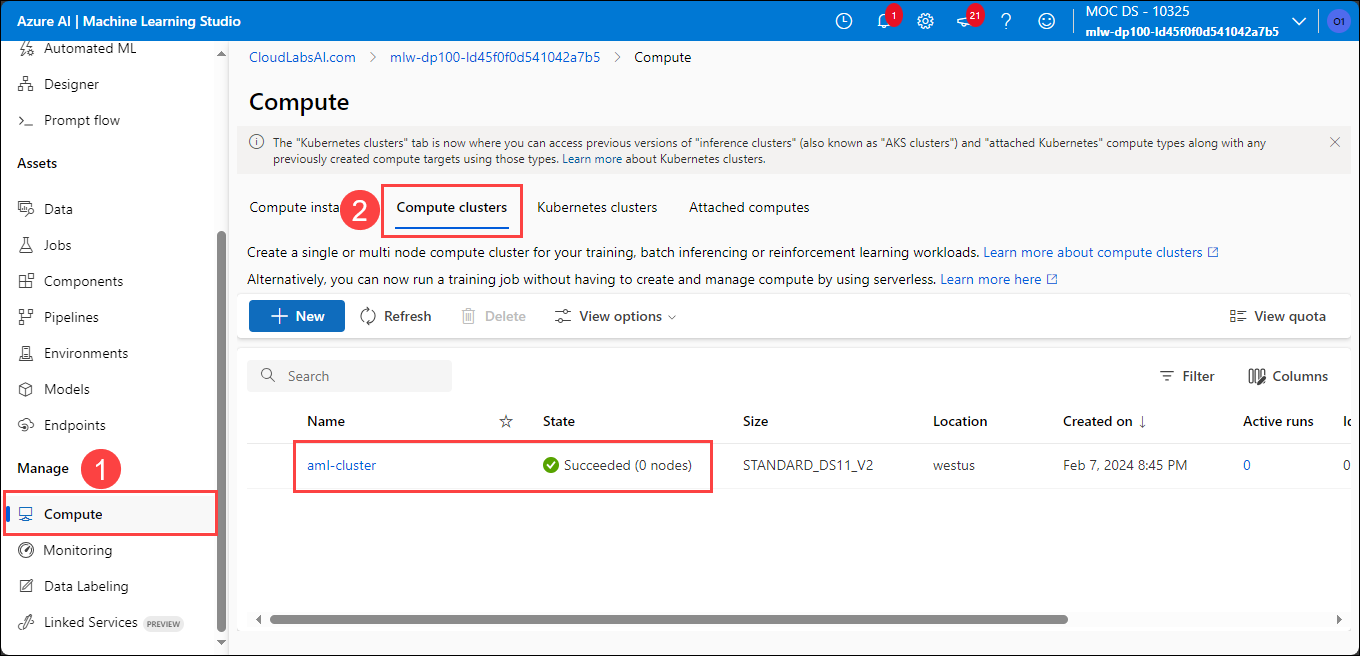 Azure AI | Machine Learning Studio
1
21
MOC DS - 10325
mlw-dp100-ld45f0f0d541042a7b5
O1
Automated ML
Designer
Prompt flow
Assets
Data
Jobs
Components
Pipelines
Environments
Models
Endpoints
Manage
1
Compute
Monitoring
Data Labeling
Linked Services PREVIEW
CloudLabsAI.com > mlw-dp100-ld45f0f0d541042a7b5 > Compute
Compute
The "Kubernetes clusters" tab is now where you can access previous versions of "inference clusters" (also known as "AKS clusters") and "attached Kubernetes" compute types along with any
previously created compute targets using those types. Learn more about Kubernetes clusters.
Compute insta 2 Compute clusters Kubernetes clusters Attached computes
Create a single or multi node compute cluster for your training, batch inferencing or reinforcement learning workloads. Learn more about compute clusters
Alternatively, you can now run a training job without having to create and manage compute by using serverless. Learn more here
New Refresh Delete View options View quota
Search Filter Columns
Name State Size Location Created on ↓ Active runs
aml-cluster Succeeded (0 nodes) STANDARD_DS11_V2 westus Feb 7, 2024 8:45 PM 0 0